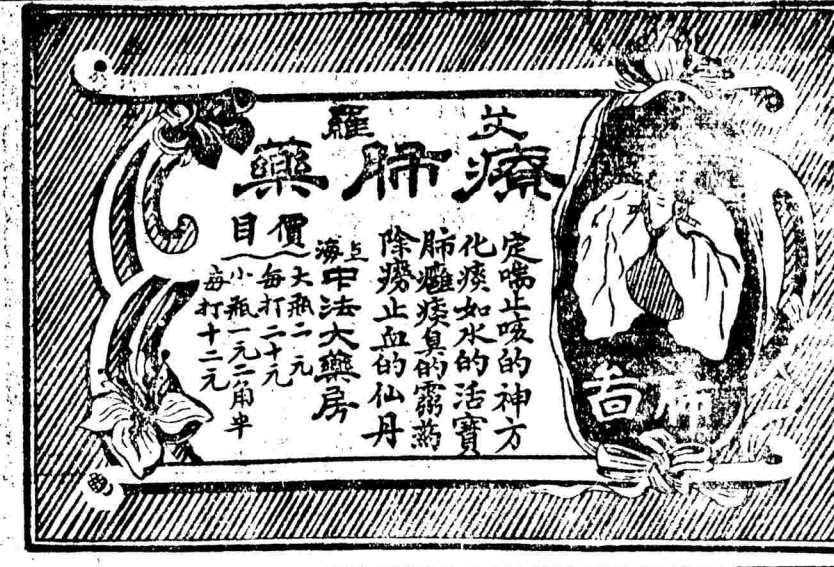 肺啚
艾羅
療肺藥
定喘止咳的神方
化痰如水的活寶
肺癰痰臭的靈葯
除癆止血的仙丹
上海中法大藥房
價目
大瓶二元
每打二十元
小瓶一元二角半
每打十二元